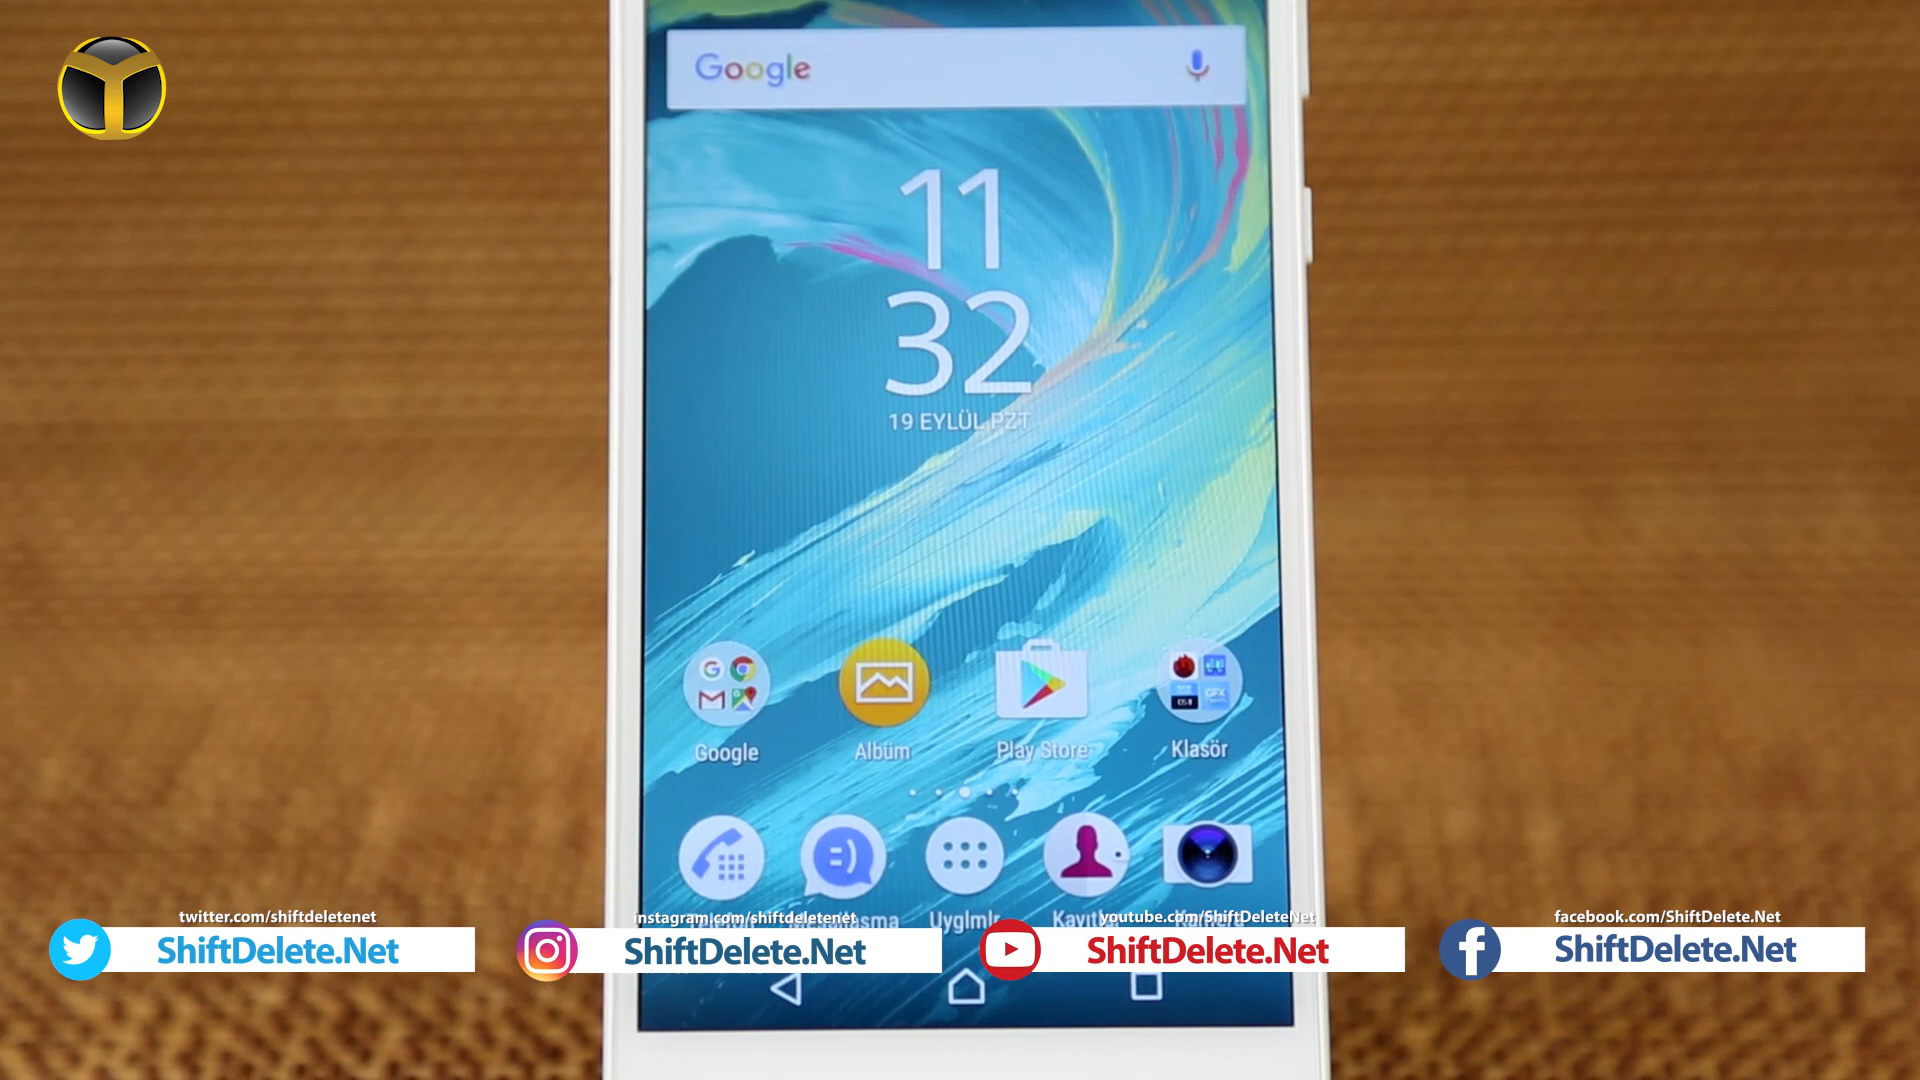 Google
11
32
19 EYLÜL PZT
Google
Albüm
Play Store
Klasör
GFX
Uyglmlr
twitter.com/shiftdeletenet
ShiftDelete.Net
instagram.com/shiftdeletenet
ShiftDelete.Net
youtube.com/ShiftDeleteNet
ShiftDelete.Net
facebook.com/ShiftDelete.Net
ShiftDelete.Net